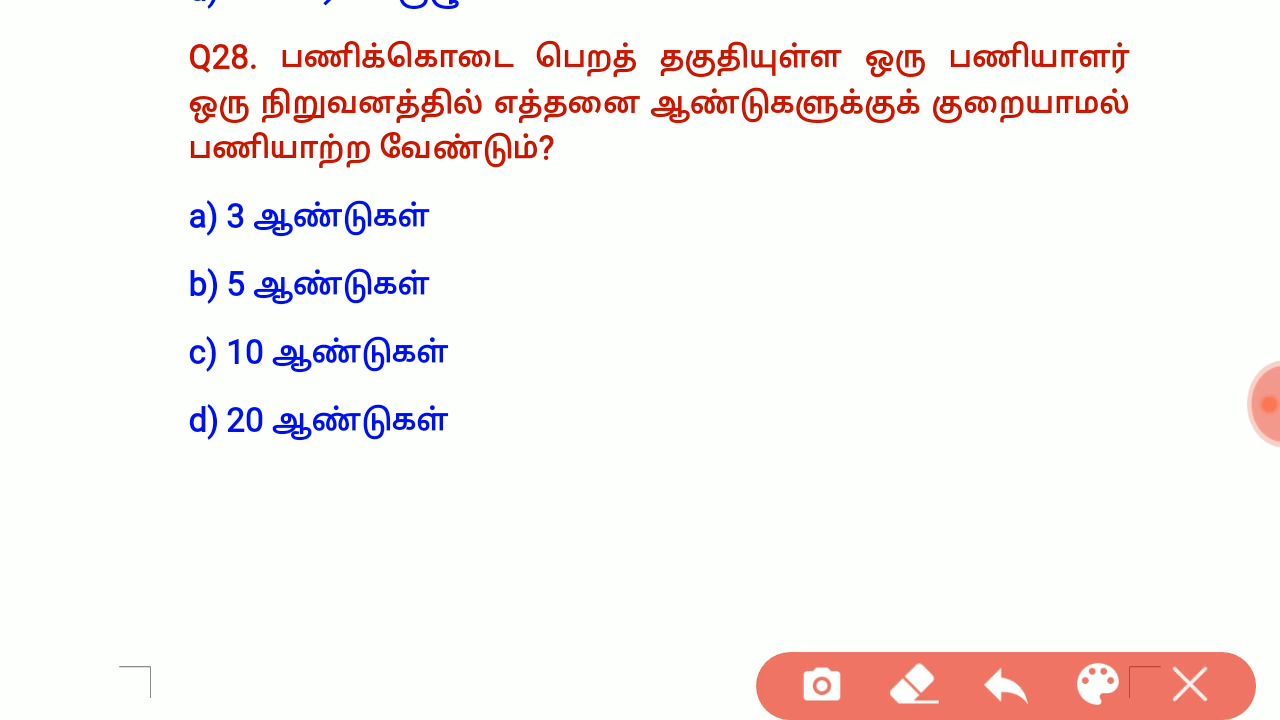 Q28. பணிக்கொடை பெறத் தகுதியுள்ள ஒரு பணியாளர்
ஒரு நிறுவனத்தில் எத்தனை ஆண்டுகளுக்குக் குறையாமல்
பணியாற்ற வேண்டும்?
a) 3 ஆண்டுகள்
b) 5 ஆண்டுகள்
c) 10 ஆண்டுகள்
d) 20 ஆண்டுகள்